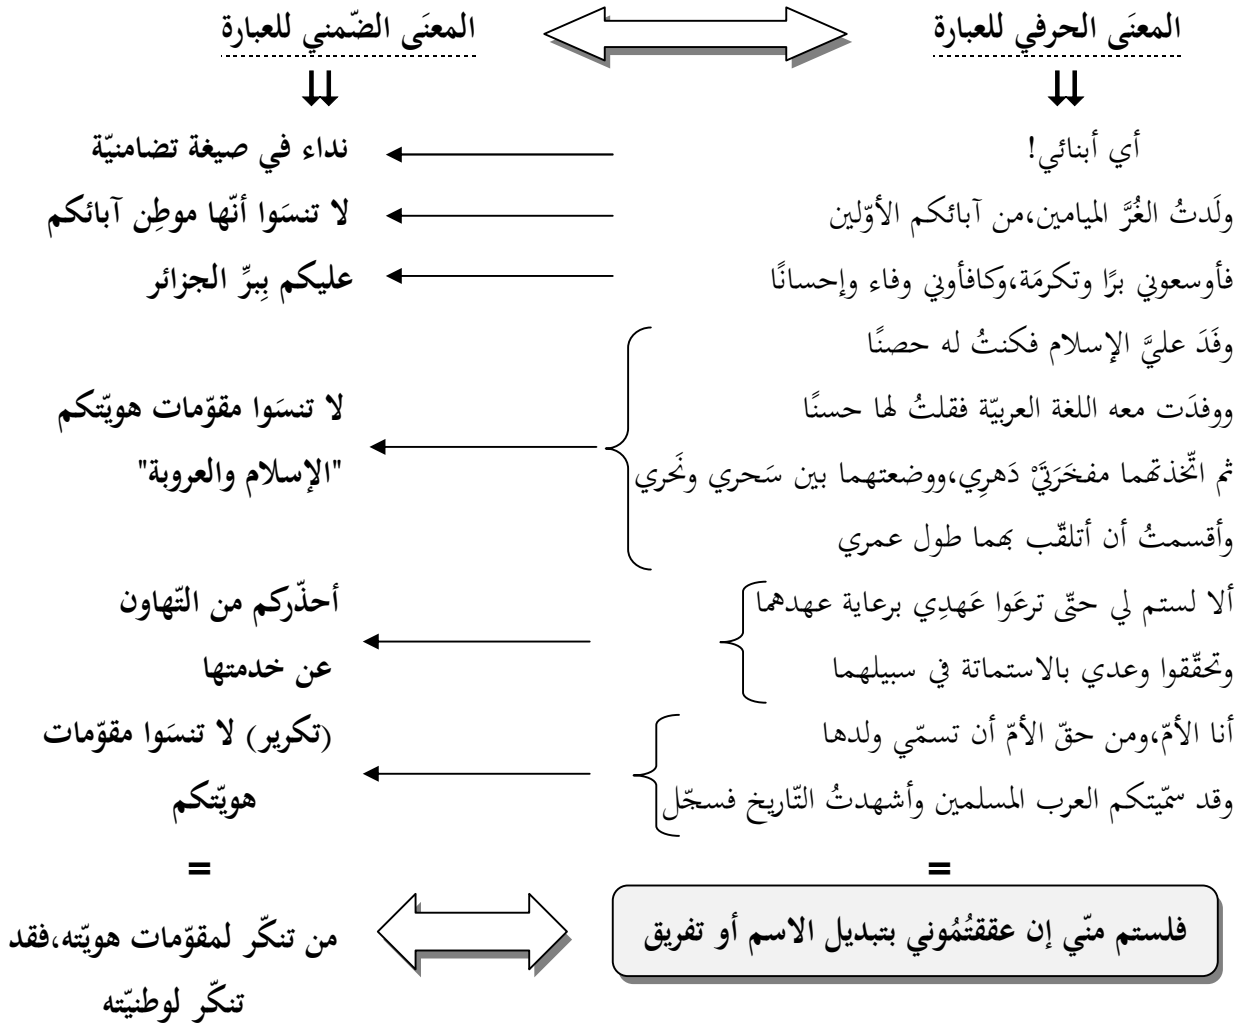 المعنَى الحرفي للعبارة
المعنَى الضّمني للعبارة
أي أبنائي!
نداء في صيغة تضامنيّة
ولَدتُ الغُرَّ الميامين،من آبائكم الأوّلين
لا تنسَوا أنّها موطِن آبائكم
فأوسعوني برًا وتكرمَة،وكافأوني وفاء وإحسانًا
عليكم بِبرِّ الجزائر
وفَدَ عليَّ الإسلام فكنتُ له حصنًا
ووفدَت معه اللغة العربيّة فقلتُ لها حسنًا
ثم اتّخذتهما مفخَرَتَيْ دَهرِي،ووضعتهما بين سَحري ونَحري
وأقسمتُ أن أتلقّب بهما طول عمري
لا تنسَوا مقوّمات هويّتكم
"الإسلام والعروبة"
ألا لستم لي حتّى ترعَوا عَهدِي برعاية عهدهما
وتحقّقوا وعدي بالاستماتة في سبيلهما
أحذّركم من التّهاون
عن خدمتها
أنا الأمّ،ومن حقّ الأمّ أن تسمّي ولدها
وقد سمّيتكم العرب المسلمين وأشهدتُ التّاريخ فسجّل
(تكرير) لا تنسَوا مقوّمات
هويّتكم
=
=
فلستم منّي إن عققتُمُوني بتبديل الاسم أو تفريق
من تنكّر لمقوّمات هويّته،فقد
تنكّر لوطنيّته